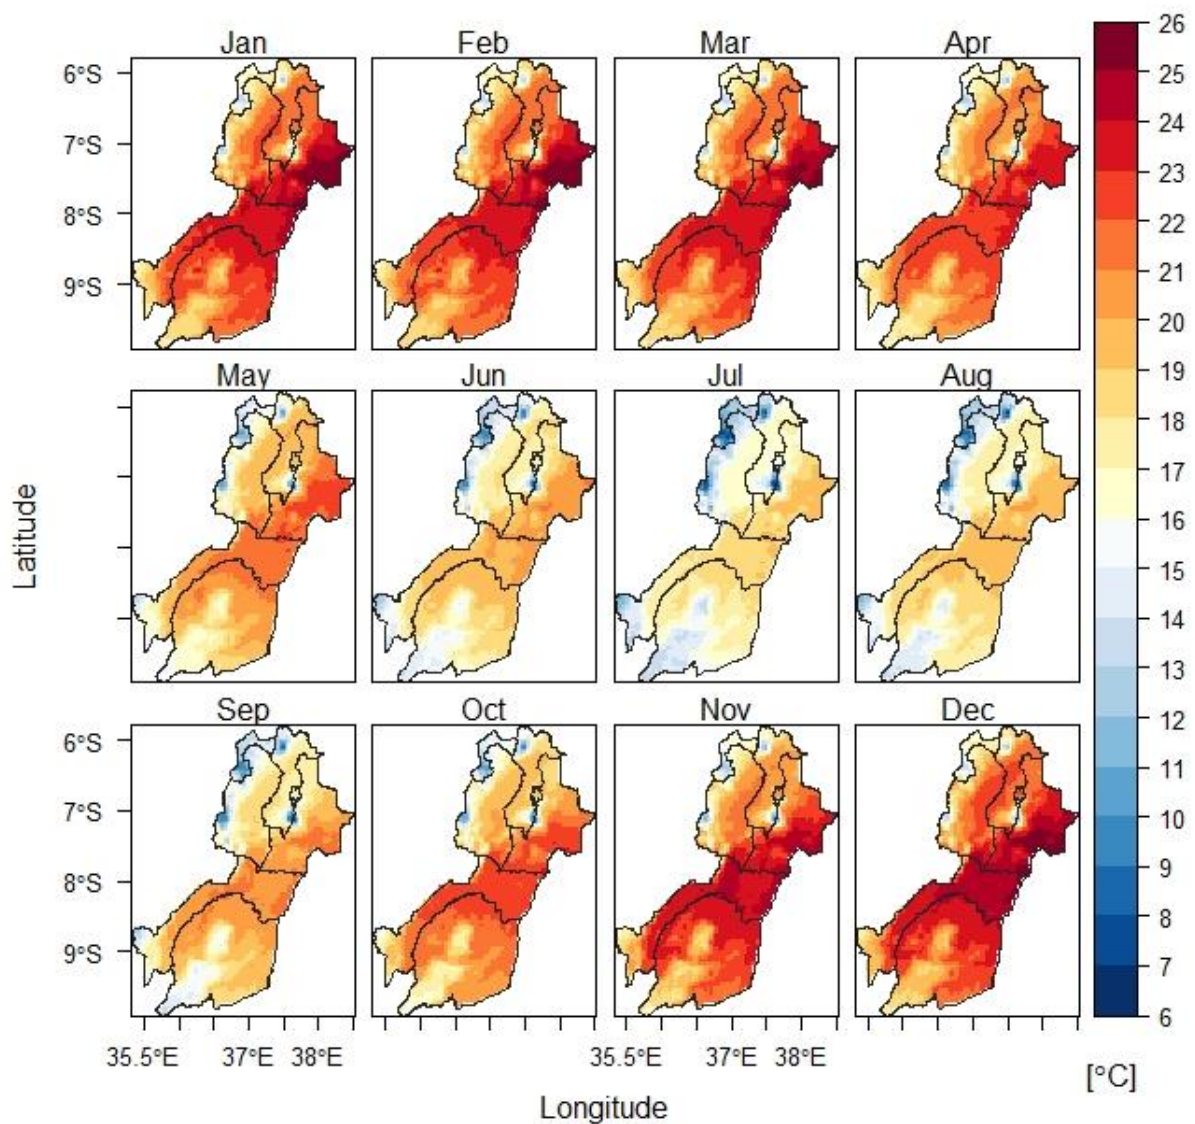 Jan Feb Mar Apr
6°S
7°S
8°S
9°S
May Jun Jul Aug
Sep Oct Nov Dec
6°S
7°S
8°S
9°S
35.5°E 37°E 38°E 35.5°E 37°E 38°E
Latitude
Longitude
26
25
24
23
22
21
20
19
18
17
16
15
14
13
12
11
10
9
8
7
6
[°C]